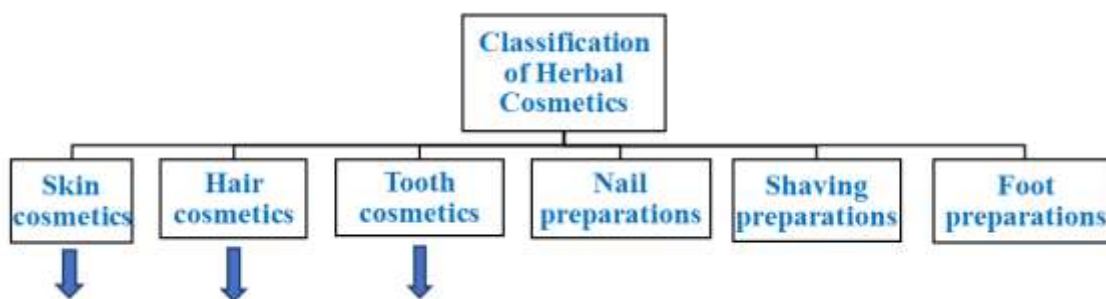 Classification
of Herbal
Cosmetics
Skin
cosmetics
Hair
cosmetics
Tooth
cosmetics
Nail
preparations
Shaving
preparations
Foot
preparations